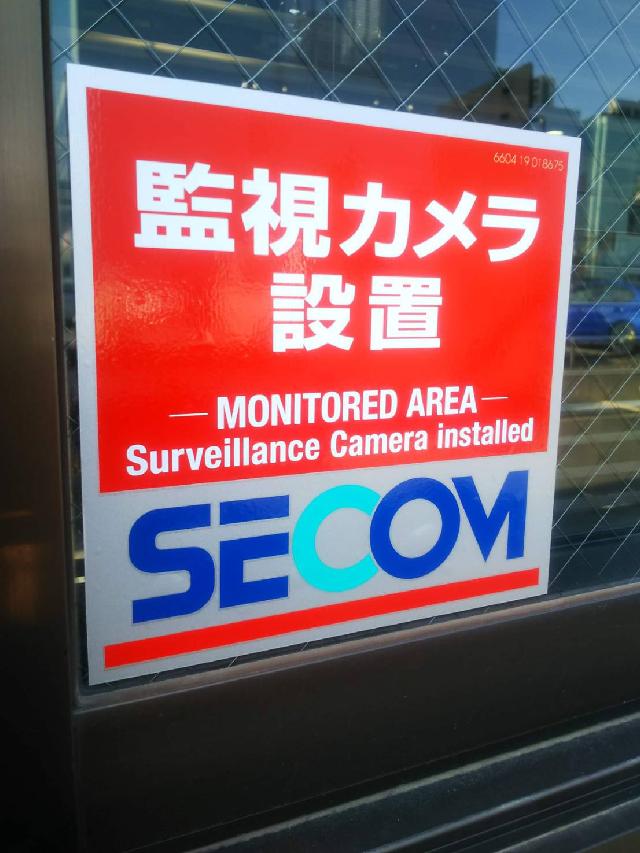 6604 19 018675
監視カメラ
設置
MONITORED AREA
Surveillance Camera installed
SECOM